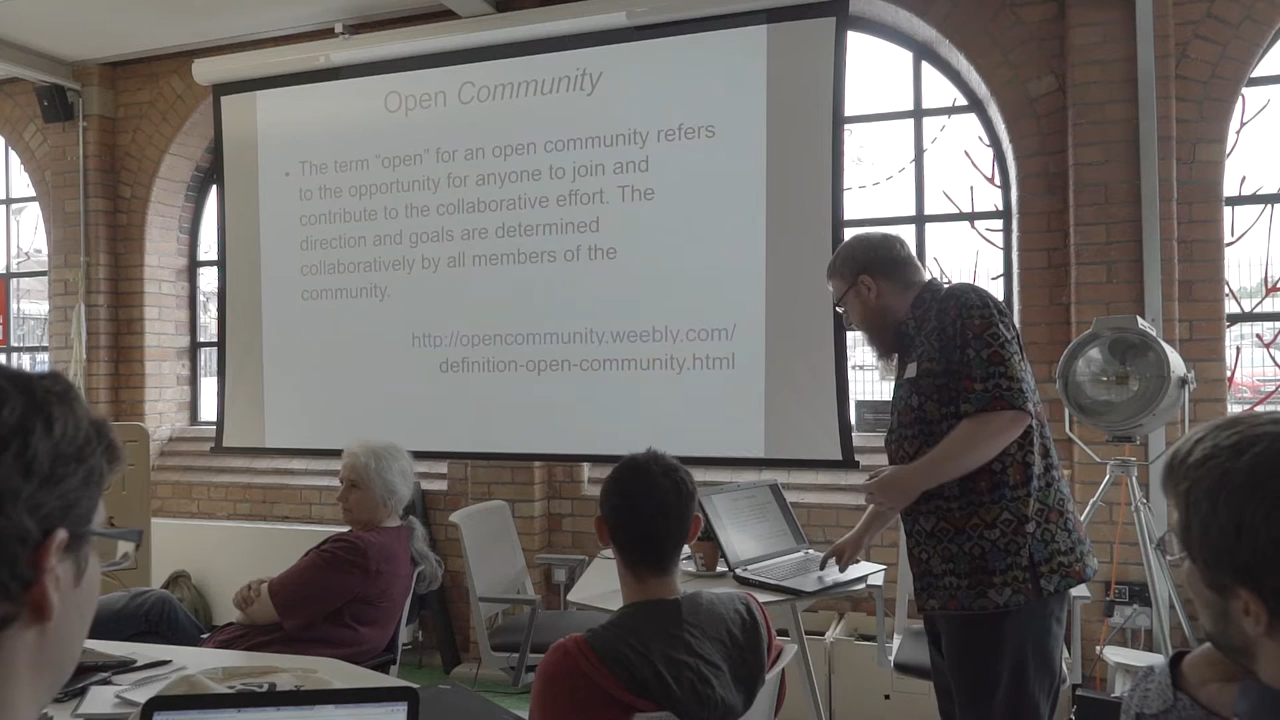 Open Community
• The term "open" for an open community refers
to the opportunity for anyone to join and
contribute to the collaborative effort. The
direction and goals are determined
collaboratively by all members of the
community.
http://opencommunity.weebly.com/
definition-open-community.html